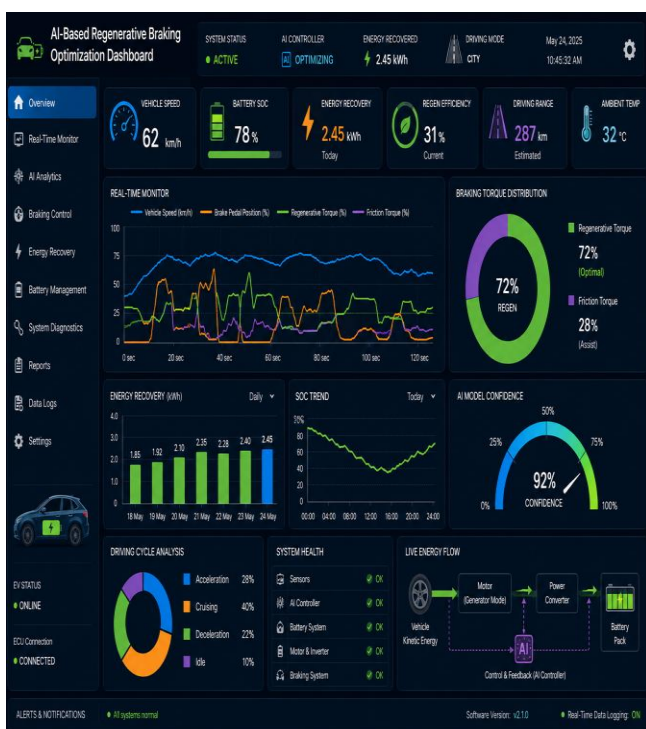 AI-Based Regenerative Braking
Optimization Dashboard
SYSTEM STATUS
ACTIVE
AI CONTROLLER
AI OPTIMIZING
ENERGY RECOVERED
2.45 kWh
DRIVING MODE
CITY
May 24, 2025
10:45:32 AM
Overview
Real-Time Monitor
AI Analytics
Braking Control
Energy Recovery
Battery Management
System Diagnostics
Reports
Data Logs
Settings
EV STATUS
ONLINE
ECU Connection
CONNECTED
VEHICLE SPEED
62 km/h
BATTERY SOC
78 %
ENERGY RECOVERY
2.45 kWh
Today
REGEN EFFICIENCY
31 %
Current
DRIVING RANGE
287 km
Estimated
AMBIENT TEMP
32 °C
REAL-TIME MONITOR
Vehicle Speed (km/h) Brake Pedal Position (%) Regenerative Torque (%) Friction Torque (%)
100
75
50
25
0
0 sec 20 sec 40 sec 60 sec 80 sec 100 sec 120 sec
BRAKING TORQUE DISTRIBUTION
72%
REGEN
Regenerative Torque
72%
(Optimal)
Friction Torque
28%
(Assist)
ENERGY RECOVERY (kWh) Daily
4.0
3.0
2.0
1.0
0
1.85 1.92 2.10 2.35 2.28 2.40 2.45
18 May 19 May 20 May 21 May 22 May 23 May 24 May
SOC TREND Today
80
60
40
20
0
00:00 04:00 08:00 12:00 16:00 20:00 24:00
AI MODEL CONFIDENCE
0%
25%
50%
75%
100%
92%
CONFIDENCE
DRIVING CYCLE ANALYSIS
Acceleration 28%
Cruising 40%
Deceleration 22%
Idle 10%
SYSTEM HEALTH
Sensors OK
AI Controller OK
Battery System OK
Motor & Inverter OK
Braking System OK
LIVE ENERGY FLOW
Vehicle
Kinetic Energy
Motor
(Generator Mode)
Power
Converter
Battery
Pack
AI
Control & Feedback (AI Controller)
ALERTS & NOTIFICATIONS
All systems normal
Software Version: v2.1.0
Real-Time Data Logging: ON